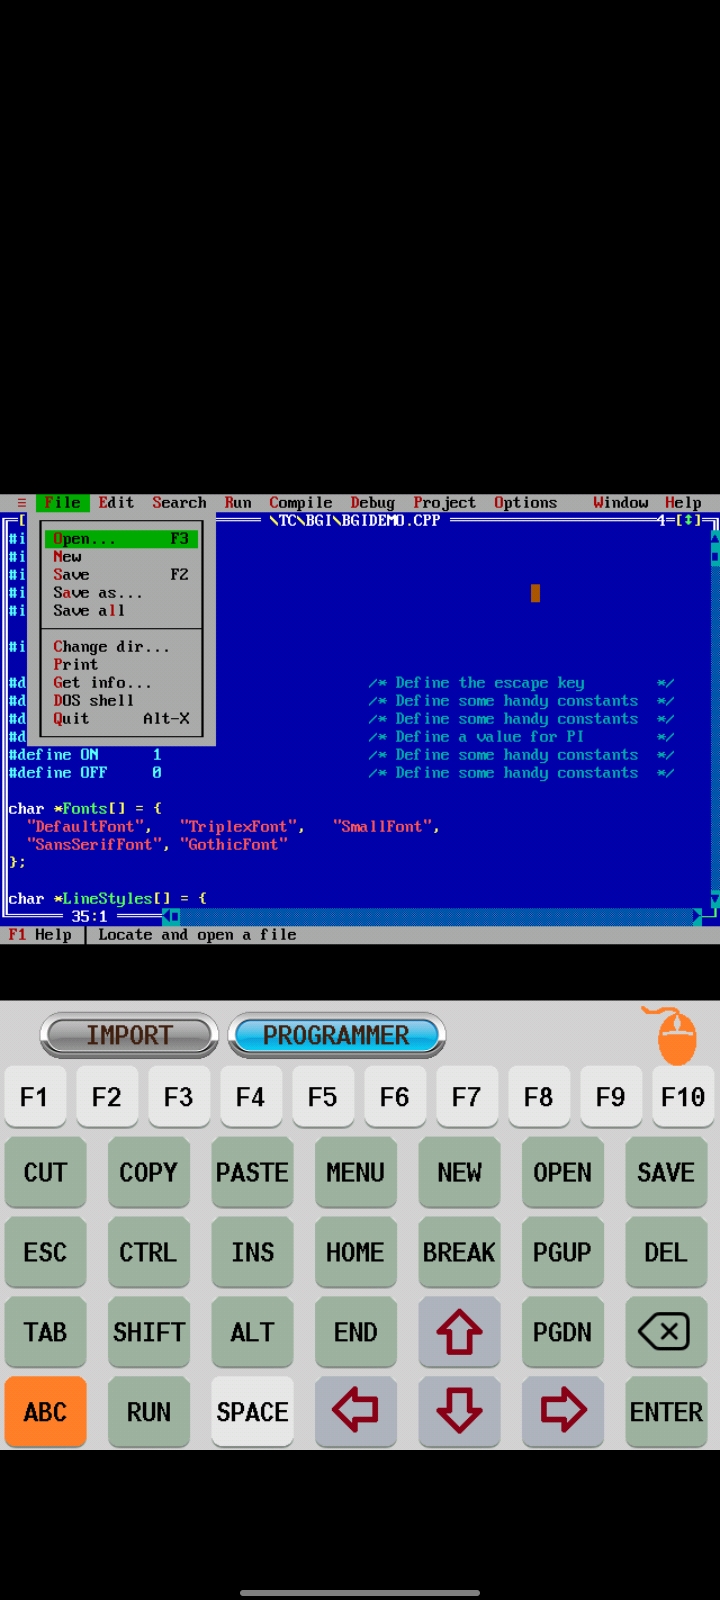 ≡ File Edit Search Run Compile Debug Project Options Window Help
[ \TC\BGI\BGIDEMO.CPP 4=[↕]
Open... F3
New
Save F2
Save as...
Save all
Change dir...
Print
Get info...
DOS shell
Quit Alt-X
#i
#i
#i
#i
#i
#i
#d /* Define the escape key */
#d /* Define some handy constants */
#d /* Define some handy constants */
#d /* Define a value for PI */
#define ON 1 /* Define some handy constants */
#define OFF 0 /* Define some handy constants */
char *Fonts[] = {
"DefaultFont", "TriplexFont", "SmallFont",
"SansSerifFont", "GothicFont"
};
char *LineStyles[] = {
35:1
F1 Help | Locate and open a file
IMPORT PROGRAMMER
F1 F2 F3 F4 F5 F6 F7 F8 F9 F10
CUT COPY PASTE MENU NEW OPEN SAVE
ESC CTRL INS HOME BREAK PGUP DEL
TAB SHIFT ALT END PGDN
ABC RUN SPACE ENTER